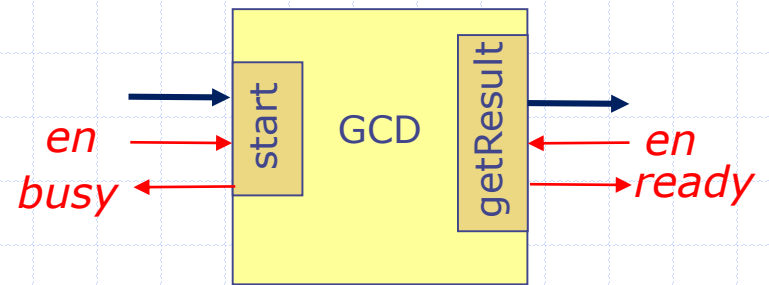 en
busy
start
GCD
getResult
en
ready